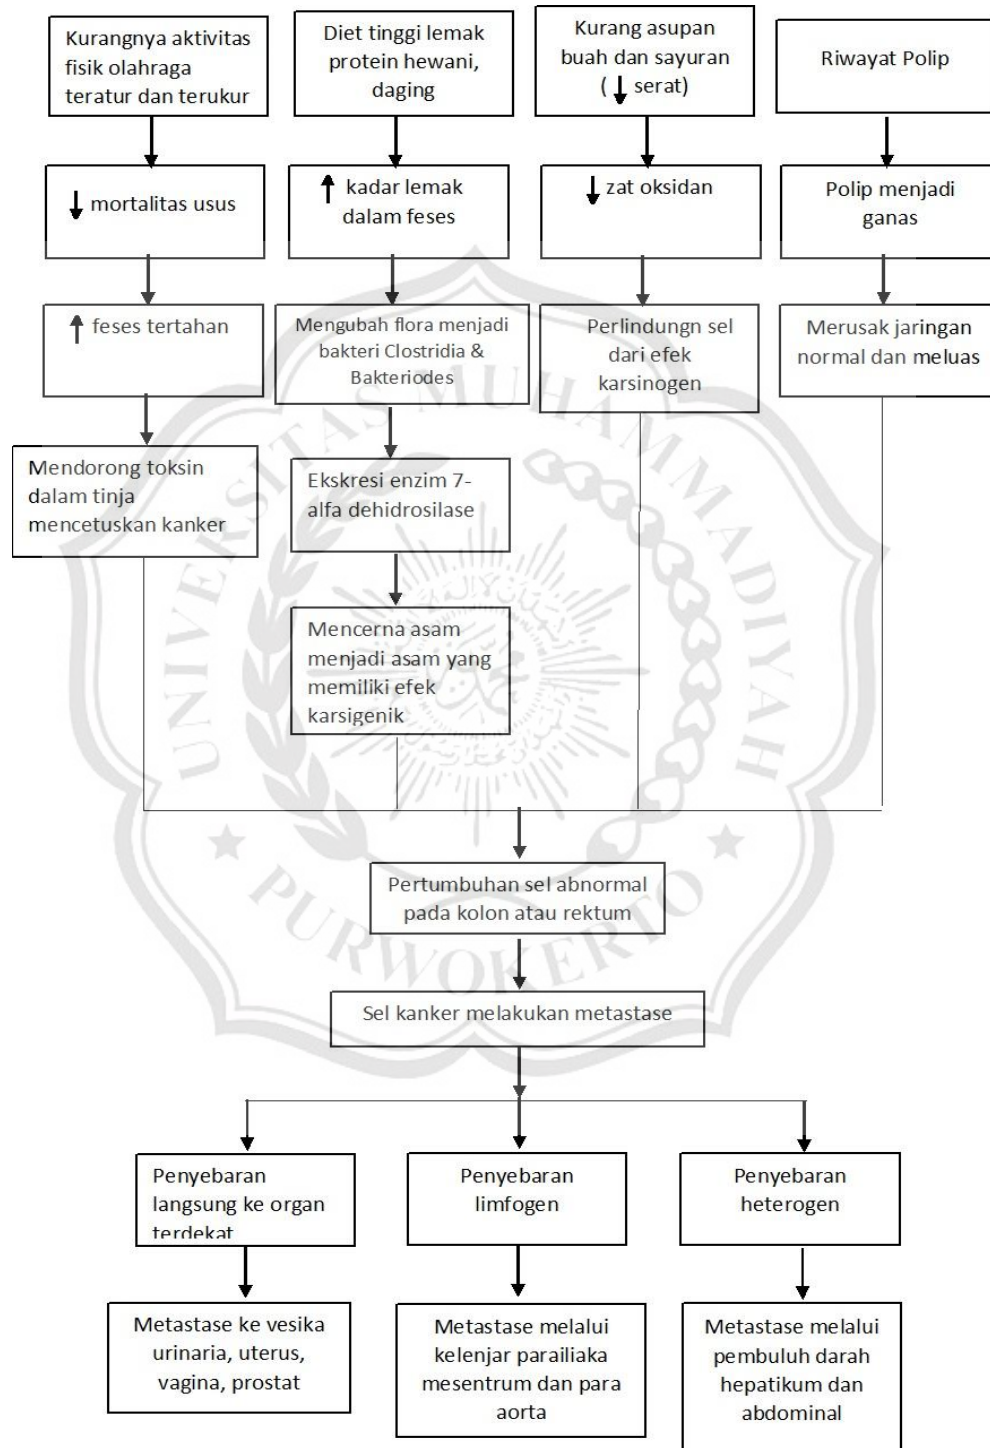 Kurangnya aktivitas
fisik olahraga
teratur dan terukur
Diet tinggi lemak
protein hewani,
daging
Kurang asupan
buah dan sayuran
(↓ serat)
Riwayat Polip
↓ mortalitas usus
↑ kadar lemak
dalam feses
↓ zat oksidan
Polip menjadi
ganas
↑ feses tertahan
Mengubah flora menjadi
bakteri Clostridia &
Bakteriodes
Perlindungn sel
dari efek
karsinogen
Merusak jaringan
normal dan meluas
Mendorong toksin
dalam tinja
mencetuskan kanker
Ekskresi enzim 7-
alfa dehidrosilase
Mencerna asam
menjadi asam yang
memiliki efek
karsigenik
Pertumbuhan sel abnormal
pada kolon atau rektum
Sel kanker melakukan metastase
Penyebaran
langsung ke organ
terdekat
Penyebaran
limfogen
Penyebaran
heterogen
Metastase ke vesika
urinaria, uterus,
vagina, prostat
Metastase melalui
kelenjar parailiaka
mesentrum dan para
aorta
Metastase melalui
pembuluh darah
hepatikum dan
abdominal
UNIVERSITAS MUHAMMADIYAH
PURWOKERTO